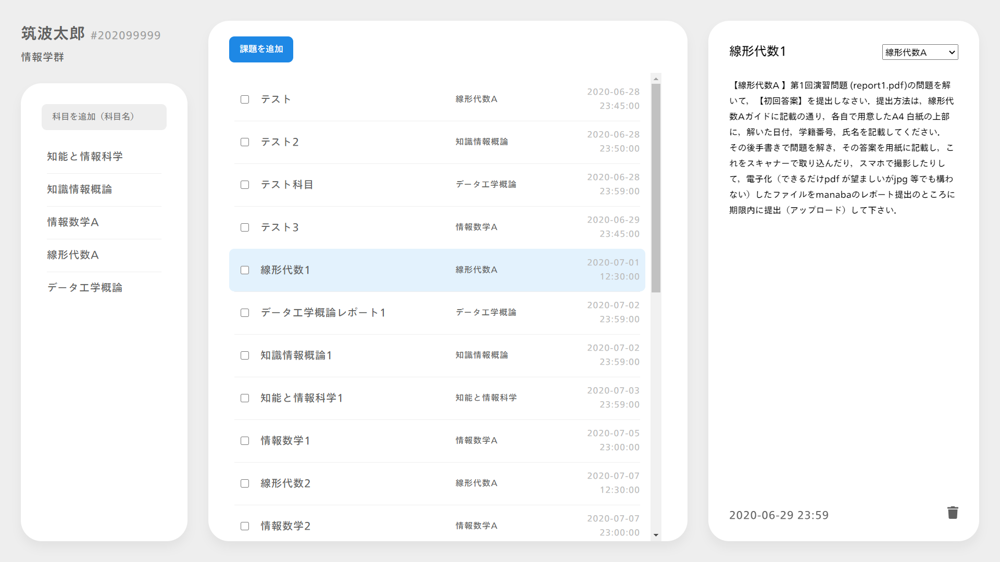 筑波太郎 #202099999
情報学群
科目を追加（科目名）
知能と情報科学
知識情報概論
情報数学A
線形代数A
データ工学概論
課題を追加
テスト 線形代数A 2020-06-28
23:45:00
テスト2 知識情報概論 2020-06-28
23:50:00
テスト科目 データ工学概論 2020-06-28
23:59:00
テスト3 情報数学A 2020-06-29
23:45:00
線形代数1 線形代数A 2020-07-01
12:30:00
データ工学概論レポート1 データ工学概論 2020-07-02
23:59:00
知識情報概論1 知識情報概論 2020-07-02
23:59:00
知能と情報科学1 知能と情報科学 2020-07-03
23:59:00
情報数学1 情報数学A 2020-07-05
23:00:00
線形代数2 線形代数A 2020-07-07
12:30:00
情報数学2 情報数学A 2020-07-07
23:00:00
線形代数1 線形代数A
【線形代数A 】第1回演習問題 (report1.pdf)の問題を解
いて，【初回答案】を提出しなさい．提出方法は，線形代
数Aガイドに記載の通り，各自で用意したA4 白紙の上部
に，解いた日付，学籍番号，氏名を記載してください．
その後手書きで問題を解き，その答案を用紙に記載し，こ
れをスキャナーで取り込んだり，スマホで撮影したりし
て，電子化（できるだけpdf が望ましいがjpg 等でも構わ
ない）したファイルをmanabaのレポート提出のところに
期限内に提出（アップロード）して下さい．
2020-06-29 23:59